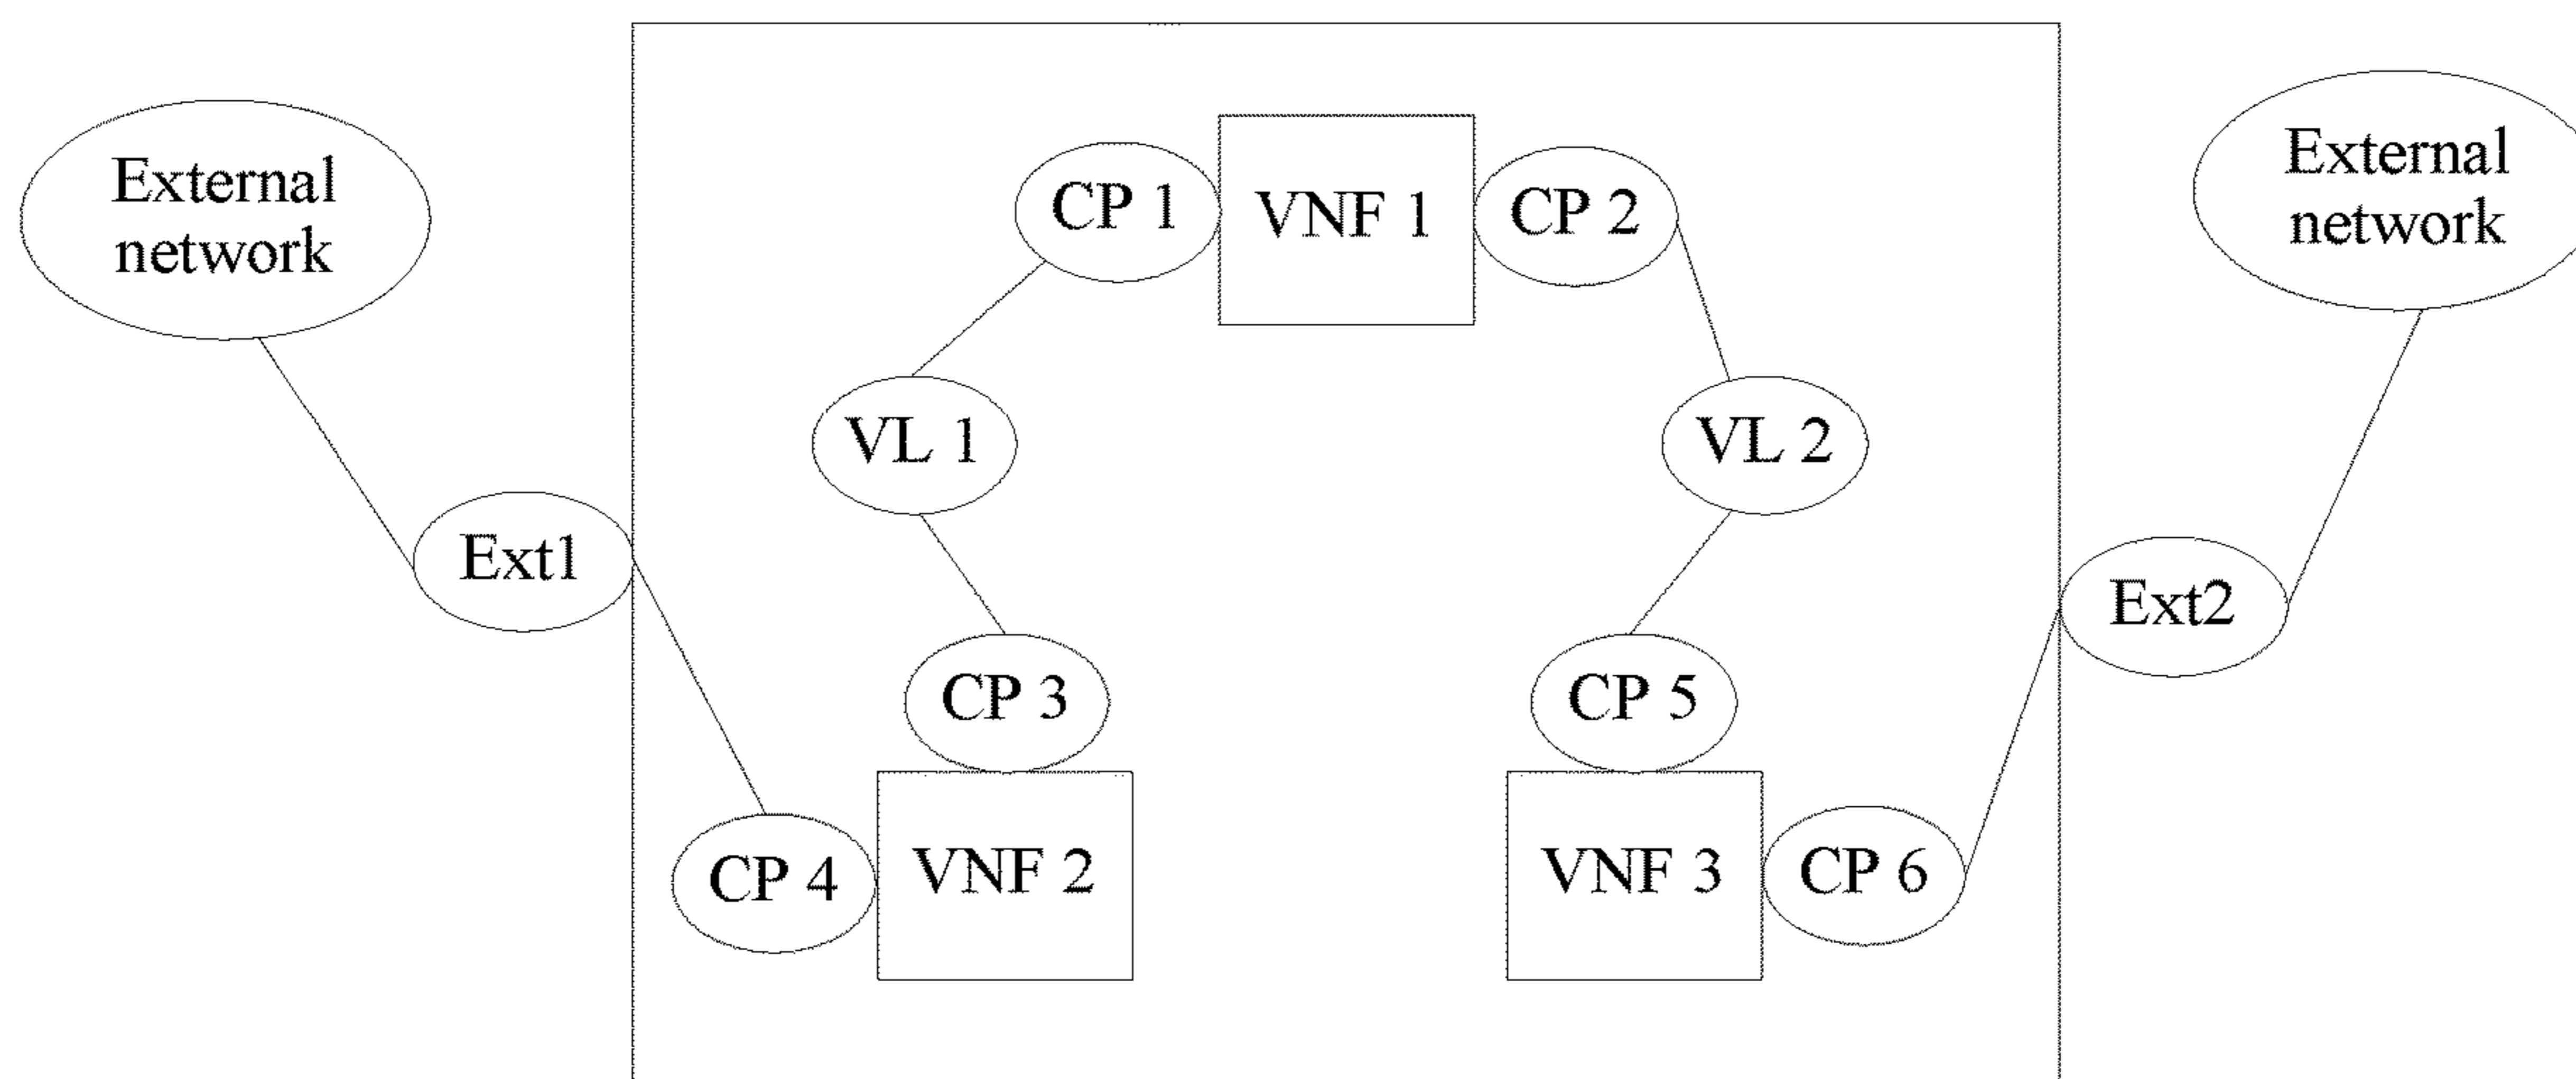 External
network
CP 1
VNF 1
CP 2
External
network
VL 1
VL 2
Ext1
Ext2
CP 3
CP 5
CP 4
VNF 2
VNF 3
CP 6